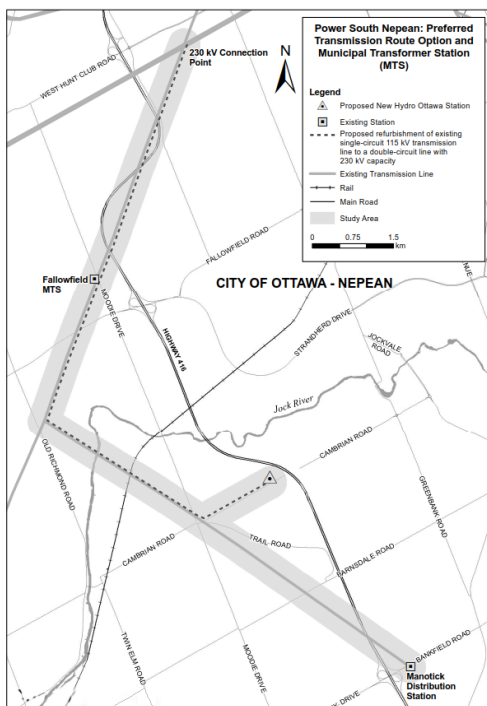 Power South Nepean: Preferred
Transmission Route Option and
Municipal Transformer Station
(MTS)
Legend
Proposed New Hydro Ottawa Station
Existing Station
Proposed refurbishment of existing
single-circuit 115 kV transmission
line to a double-circuit line with
230 kV capacity
Existing Transmission Line
Rail
Main Road
Study Area
0 0.75 1.5
km
N
230 kV Connection
Point
WEST HUNT CLUB ROAD
FALLOWFIELD ROAD
Fallowfield
MTS
MOODIE DRIVE
CITY OF OTTAWA - NEPEAN
HIGHWAY 416
STRANDHERD DRIVE
JOCKVALE
ROAD
NUE
Jock River
CAMBRIAN ROAD
OLD RICHMOND ROAD
GREENBANK ROAD
CAMBRIAN ROAD
TRAIL ROAD
BARNSDALE ROAD
TWIN ELM ROAD
MOODIE DRIVE
BANKFIELD ROAD
Manotick
Distribution
Station
K DRIVE